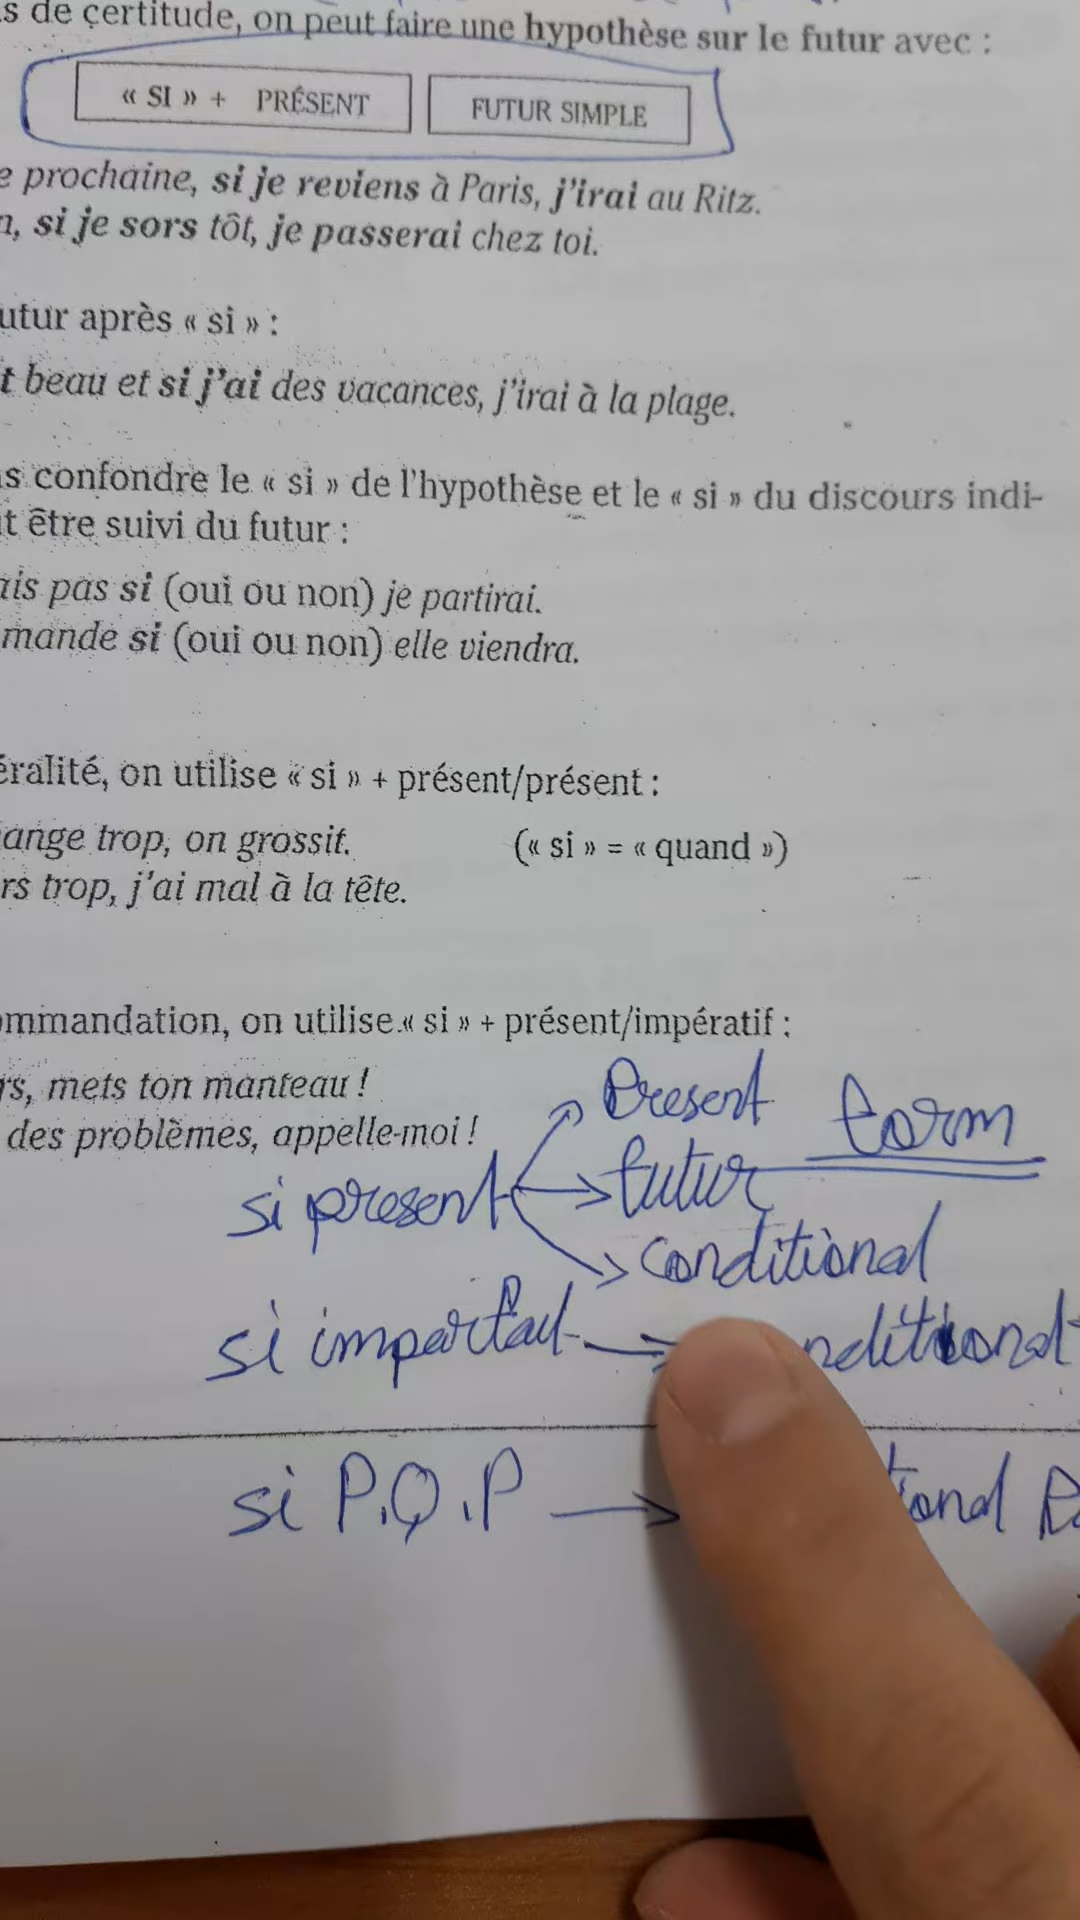 s de certitude, on peut faire une hypothèse sur le futur avec :
« SI » + PRÉSENT FUTUR SIMPLE
e prochaine, si je reviens à Paris, j'irai au Ritz.
n, si je sors tôt, je passerai chez toi.
utur après « si » :
t beau et si j'ai des vacances, j'irai à la plage.
s confondre le « si » de l'hypothèse et le « si » du discours indi-
t être suivi du futur :
ais pas si (oui ou non) je partirai.
mande si (oui ou non) elle viendra.
éralité, on utilise « si » + présent/présent :
ange trop, on grossit. (« si » = « quand »)
rs trop, j'ai mal à la tête.
ommandation, on utilise « si » + présent/impératif :
rs, mets ton manteau !
des problèmes, appelle-moi !
Present
form
si present futur
conditional
si imparfait nditional
si P.Q.P tional